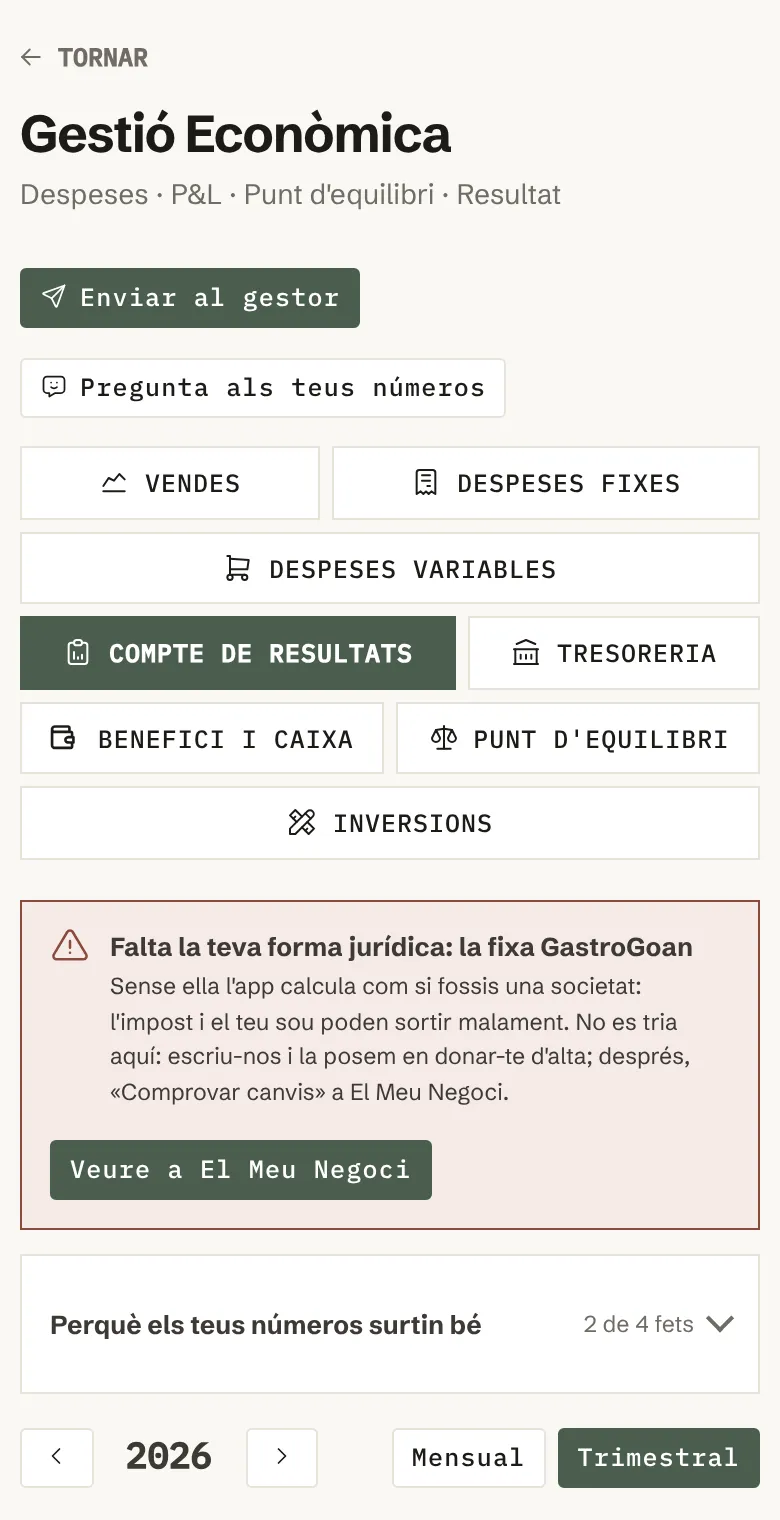 ← TORNAR
Gestió Econòmica
Despeses · P&L · Punt d'equilibri · Resultat
Enviar al gestor
Pregunta als teus números
VENDES
DESPESES FIXES
DESPESES VARIABLES
COMPTE DE RESULTATS
TRESORERIA
BENEFICI I CAIXA
PUNT D'EQUILIBRI
INVERSIONS
Falta la teva forma jurídica: la fixa GastroGoan
Sense ella l'app calcula com si fossis una societat:
l'impost i el teu sou poden sortir malament. No es tria
aquí: escriu-nos i la posem en donar-te d'alta; després,
«Comprovar canvis» a El Meu Negoci.
Veure a El Meu Negoci
Perquè els teus números surtin bé
2 de 4 fets
2026
Mensual
Trimestral